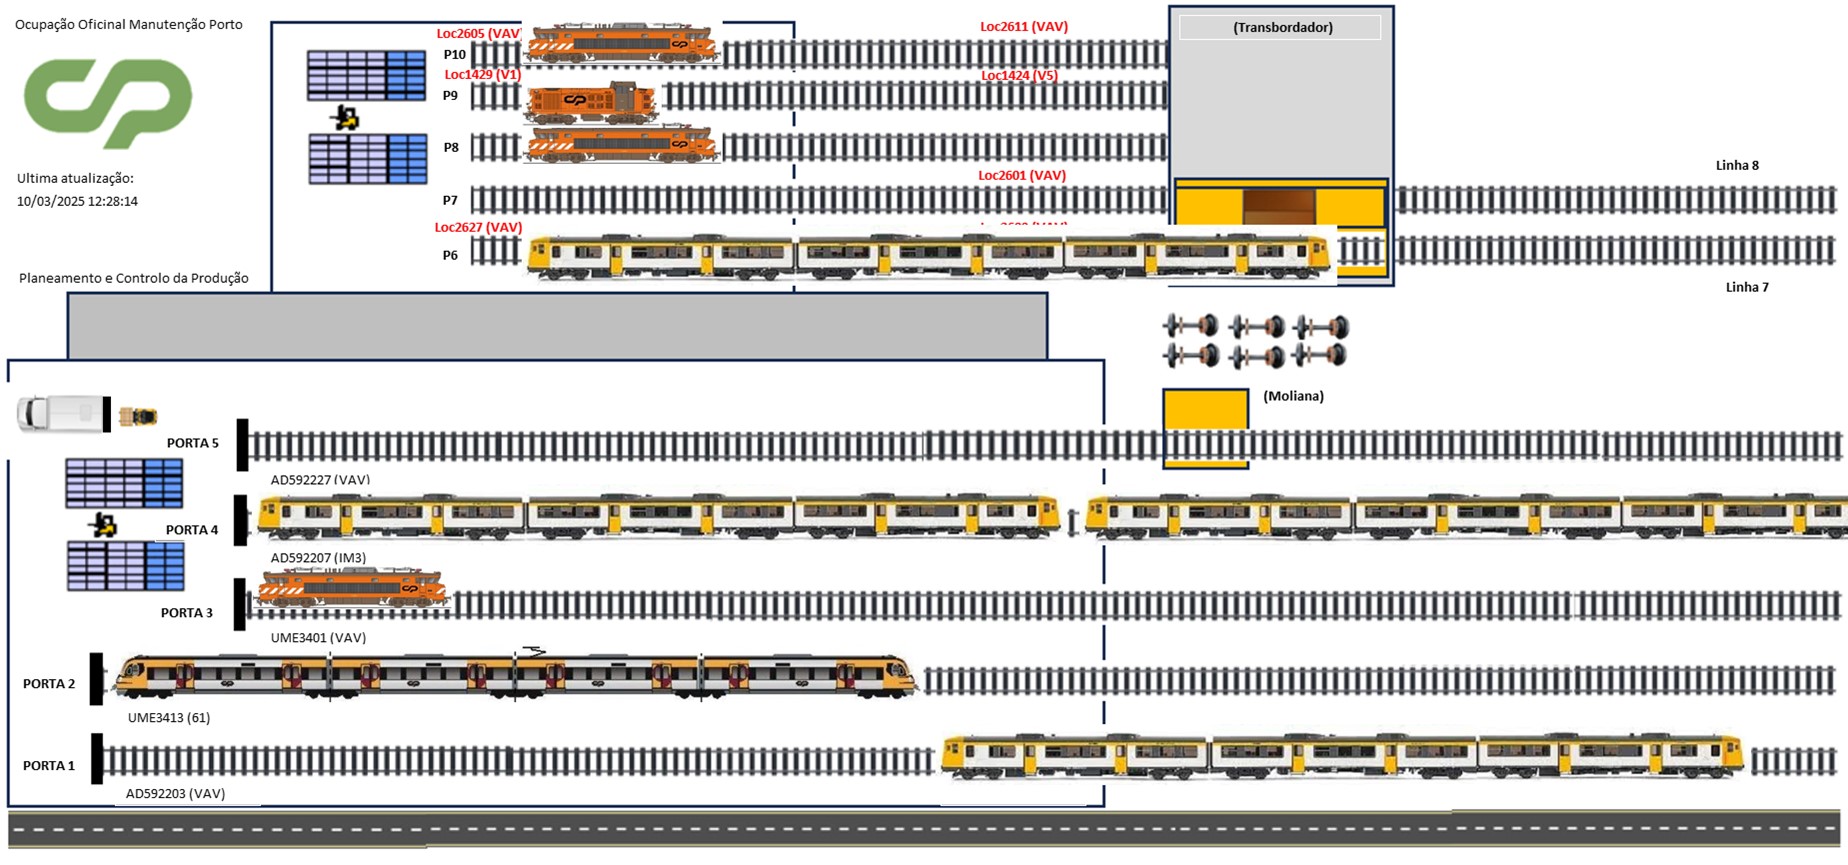 Ocupação Oficinal Manutenção Porto
Ultima atualização:
10/03/2025 12:28:14
Planeamento e Controlo da Produção
Loc2605 (VAV)
Loc2611 (VAV)
P10
Loc1429 (V1)
Loc1424 (V5)
P9
P8
Loc2601 (VAV)
P7
Loc2627 (VAV)
P6
(Transbordador)
Linha 8
Linha 7
(Moliana)
PORTA 5
AD592227 (VAV)
PORTA 4
AD592207 (IM3)
PORTA 3
UME3401 (VAV)
PORTA 2
UME3413 (61)
PORTA 1
AD592203 (VAV)